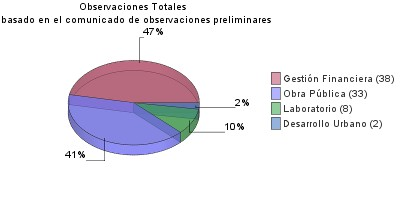 Observaciones Totales
basado en el comunicado de observaciones preliminares
47%
2%
10%
41%
Gestión Financiera (38)
Obra Pública (33)
Laboratorio (8)
Desarrollo Urbano (2)